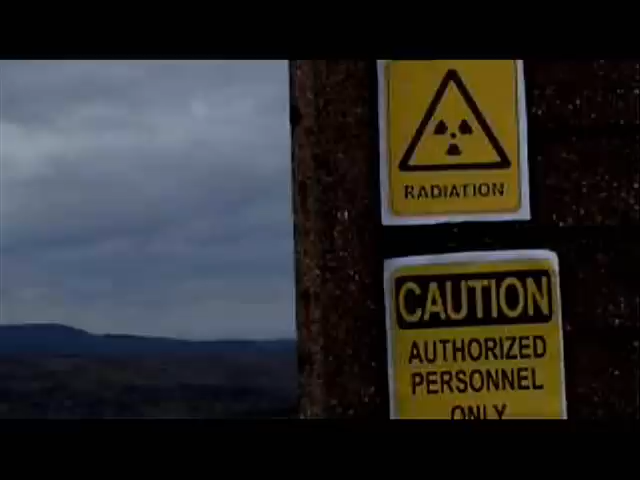 RADIATION
CAUTION
AUTHORIZED
PERSONNEL
ONLY